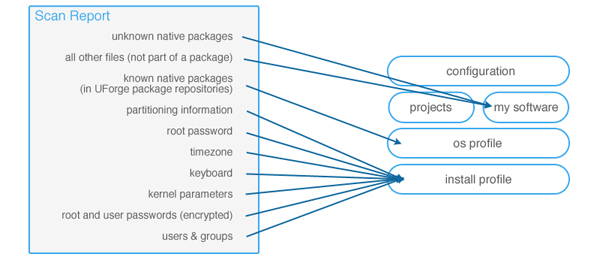 Scan Report
unknown native packages
all other files (not part of a package)
known native packages
(in UForge package repositories)
partitioning information
root password
timezone
keyboard
kernel parameters
root and user passwords (encrypted)
users & groups
configuration
projects
my software
os profile
install profile